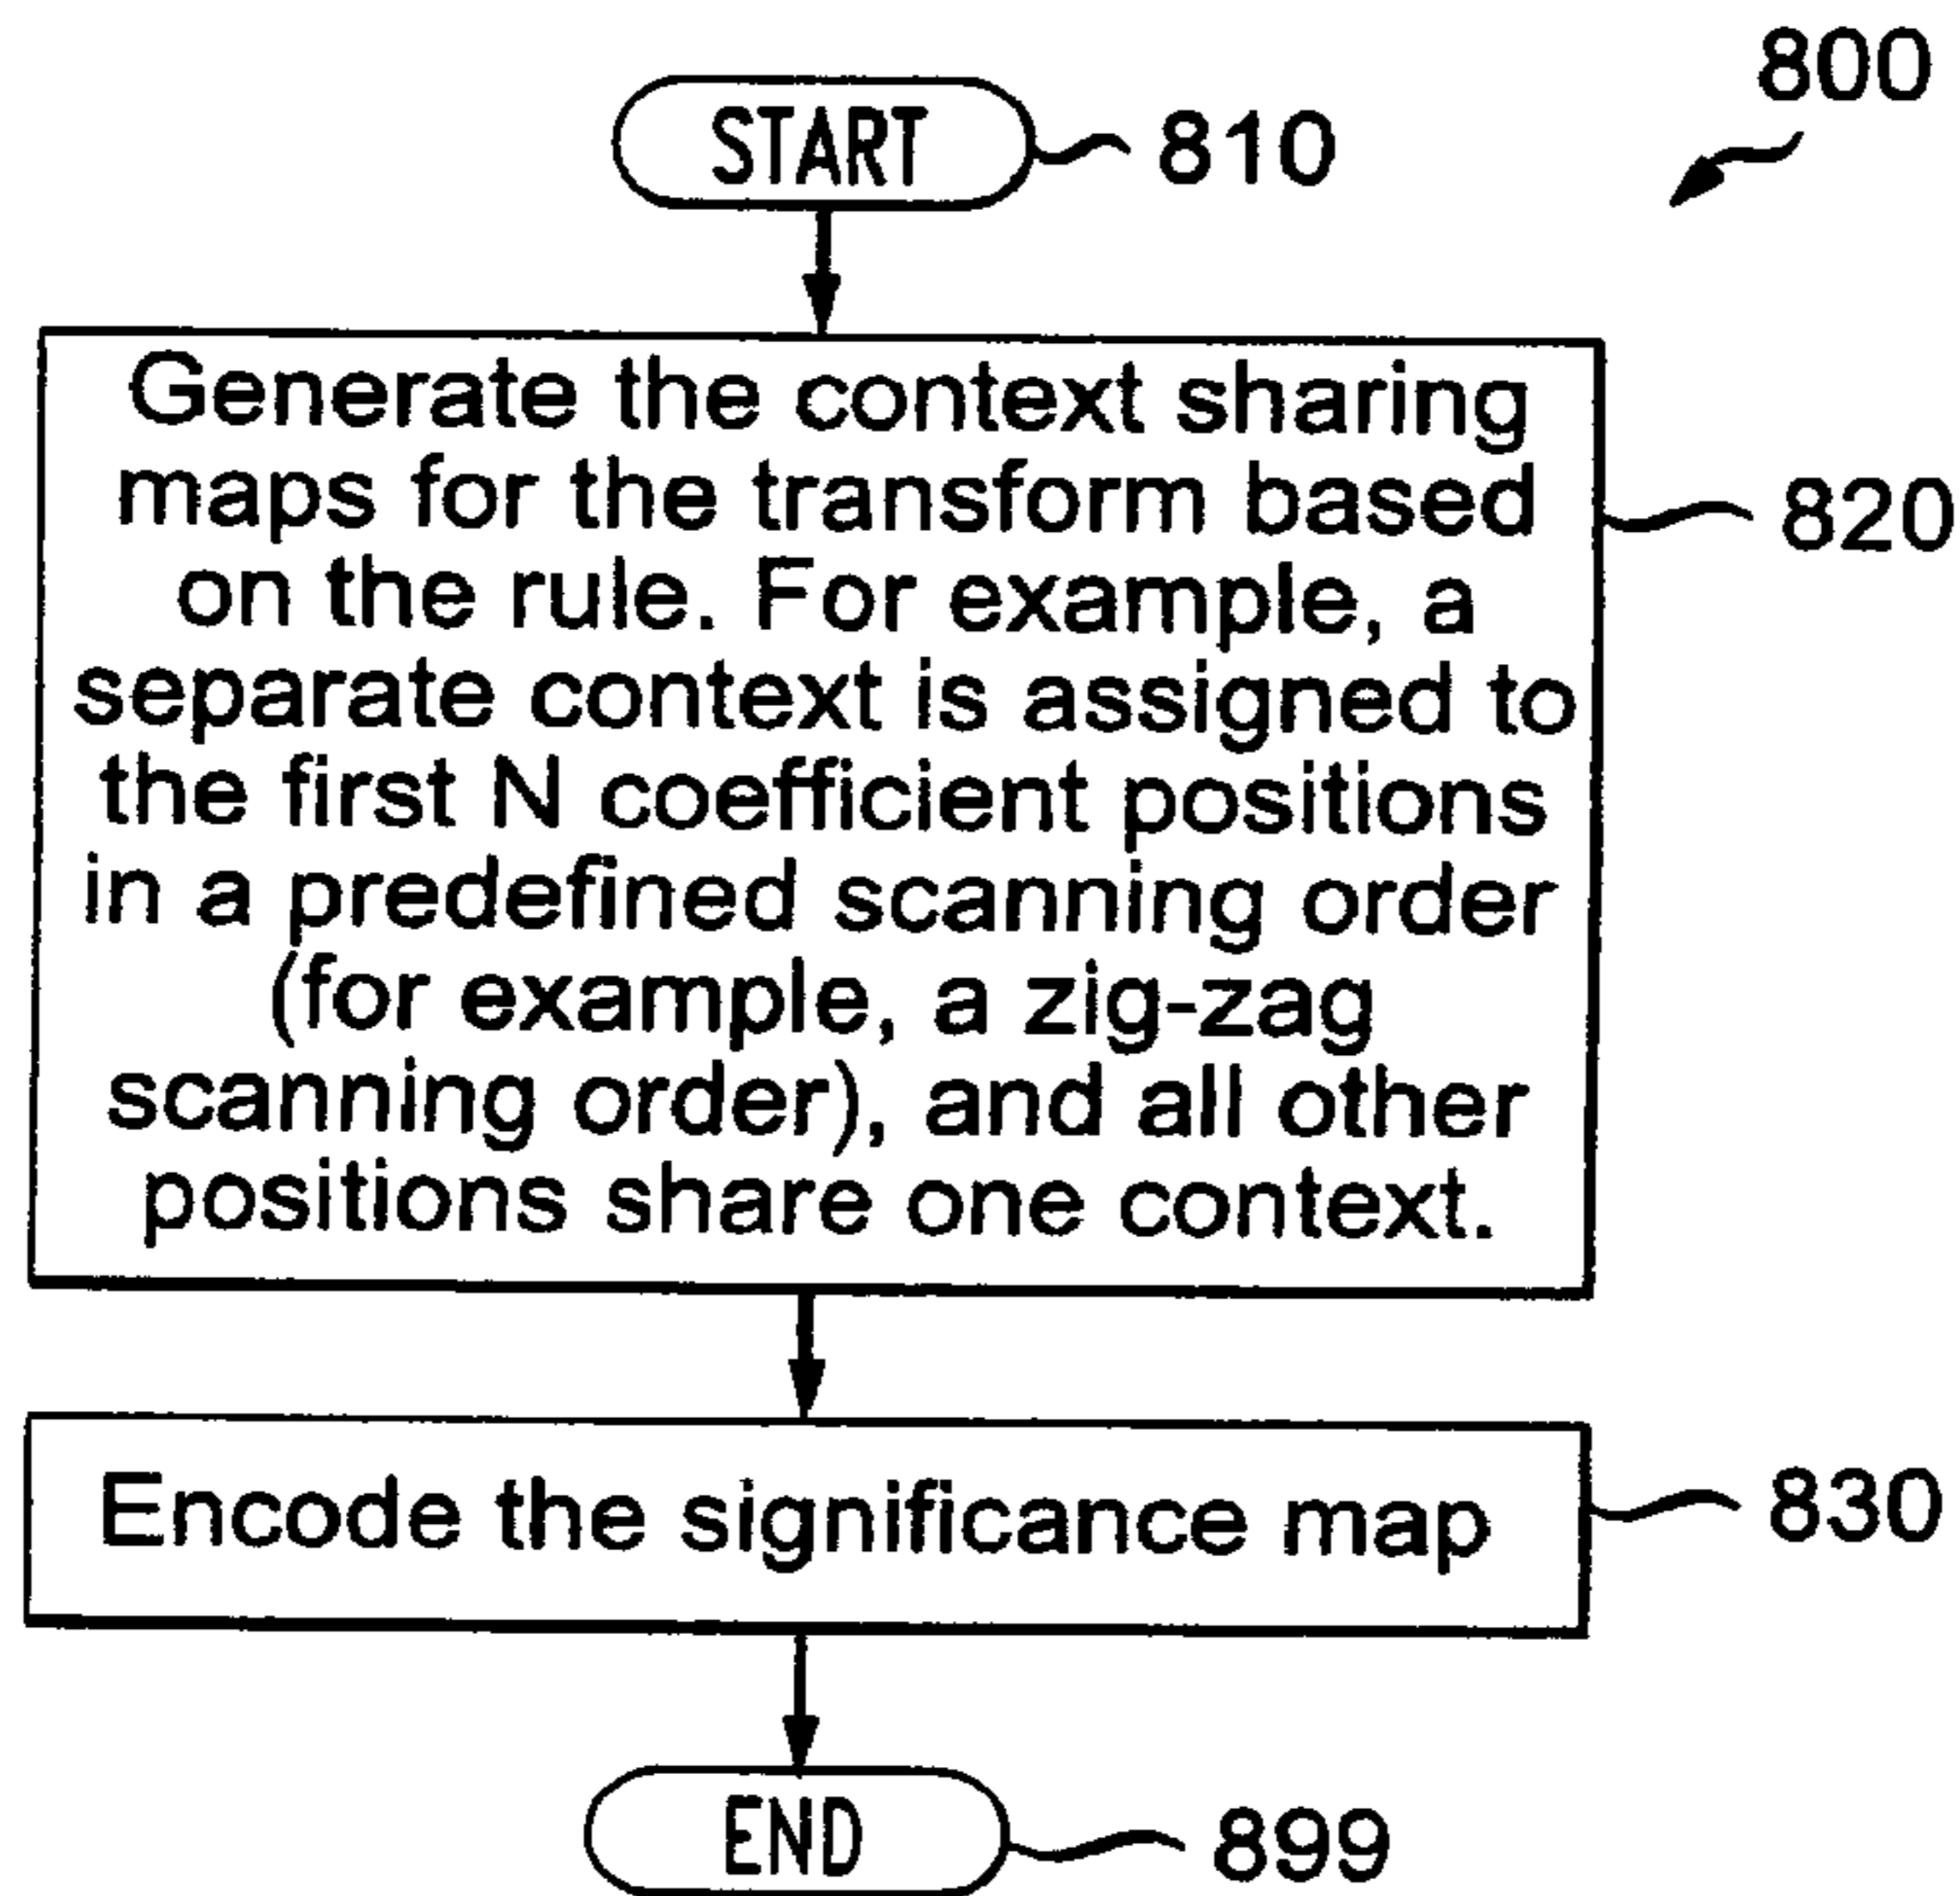 800
START
810
Generate the context sharing
maps for the transform based
on the rule. For example, a
separate context is assigned to
the first N coefficient positions
in a predefined scanning order
(for example, a zig-zag
scanning order), and all other
positions share one context.
820
Encode the significance map
830
END
899